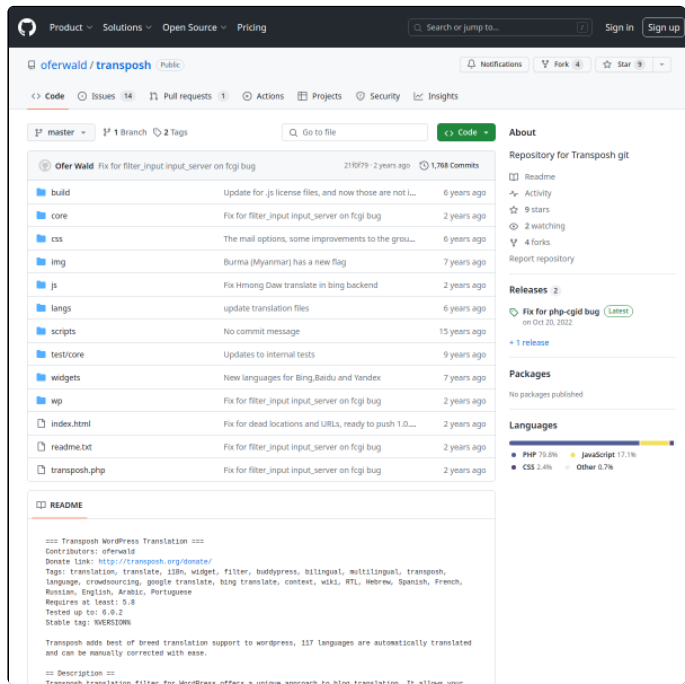 Product Solutions Open Source Pricing Search or jump to... / Sign in Sign up
oferwald / transposh Public Notifications Fork 4 Star 9
Code Issues 14 Pull requests 1 Actions Projects Security Insights
master 1 Branch 2 Tags Go to file Code
Ofer Wald Fix for filter_input input_server on fcgi bug 21f0f79 · 2 years ago 1,768 Commits
build Update for .js license files, and now those are not i... 6 years ago
core Fix for filter_input input_server on fcgi bug 2 years ago
css The mail options, some improvements to the grou... 6 years ago
img Burma (Myanmar) has a new flag 7 years ago
js Fix Hmong Daw translate in bing backend 2 years ago
langs update translation files 6 years ago
scripts No commit message 15 years ago
test/core Updates to internal tests 9 years ago
widgets New languages for Bing,Baidu and Yandex 7 years ago
wp Fix for filter_input input_server on fcgi bug 2 years ago
index.html Fix for dead locations and URLs, ready to push 1.0.... 2 years ago
readme.txt Fix for filter_input input_server on fcgi bug 2 years ago
transposh.php Fix for filter_input input_server on fcgi bug 2 years ago
README
=== Transposh WordPress Translation ===
Contributors: oferwald
Donate link: http://transposh.org/donate/
Tags: translation, translate, i18n, widget, filter, buddypress, bilingual, multilingual, transposh,
language, crowdsourcing, google translate, bing translate, context, wiki, RTL, Hebrew, Spanish, French,
Russian, English, Arabic, Portuguese
Requires at least: 5.8
Tested up to: 6.0.2
Stable tag: %VERSION%
Transposh adds best of breed translation support to wordpress, 117 languages are automatically translated
and can be manually corrected with ease.
== Description ==
Transposh translation filter for WordPress offers a unique approach to blog translation. It allows your
About
Repository for Transposh git
Readme
Activity
9 stars
2 watching
4 forks
Report repository
Releases 2
Fix for php-cgid bug Latest
on Oct 20, 2022
+ 1 release
Packages
No packages published
Languages
PHP 79.8% JavaScript 17.1%
CSS 2.4% Other 0.7%